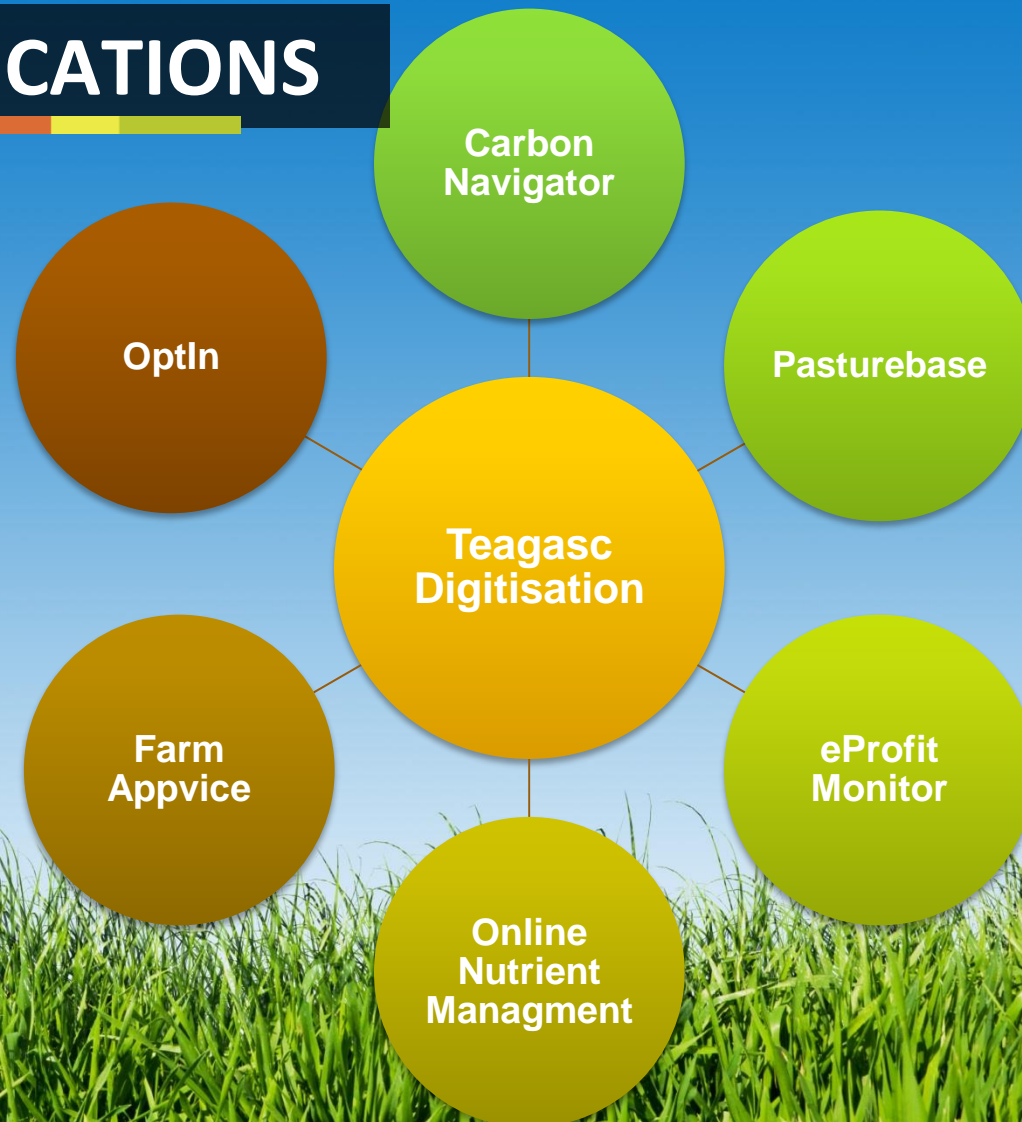 CATIONS
Carbon
Navigator
OptIn
Pasturebase
Teagasc
Digitisation
Farm
Appvice
eProfit
Monitor
Online
Nutrient
Managment